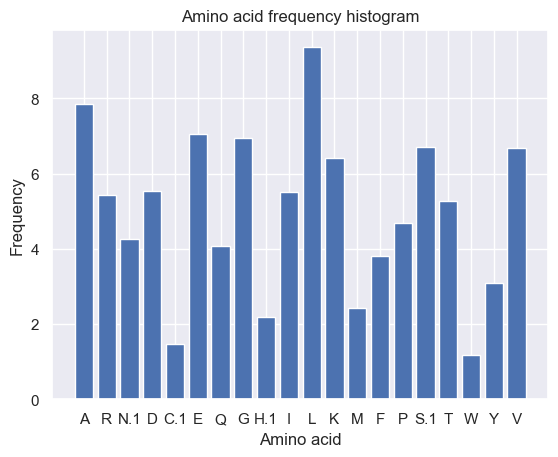 Amino acid frequency histogram
Frequency
8
6
4
2
0
A R N.1 D C.1 E Q G H.1 I L K M F P S.1 T W Y V
Amino acid